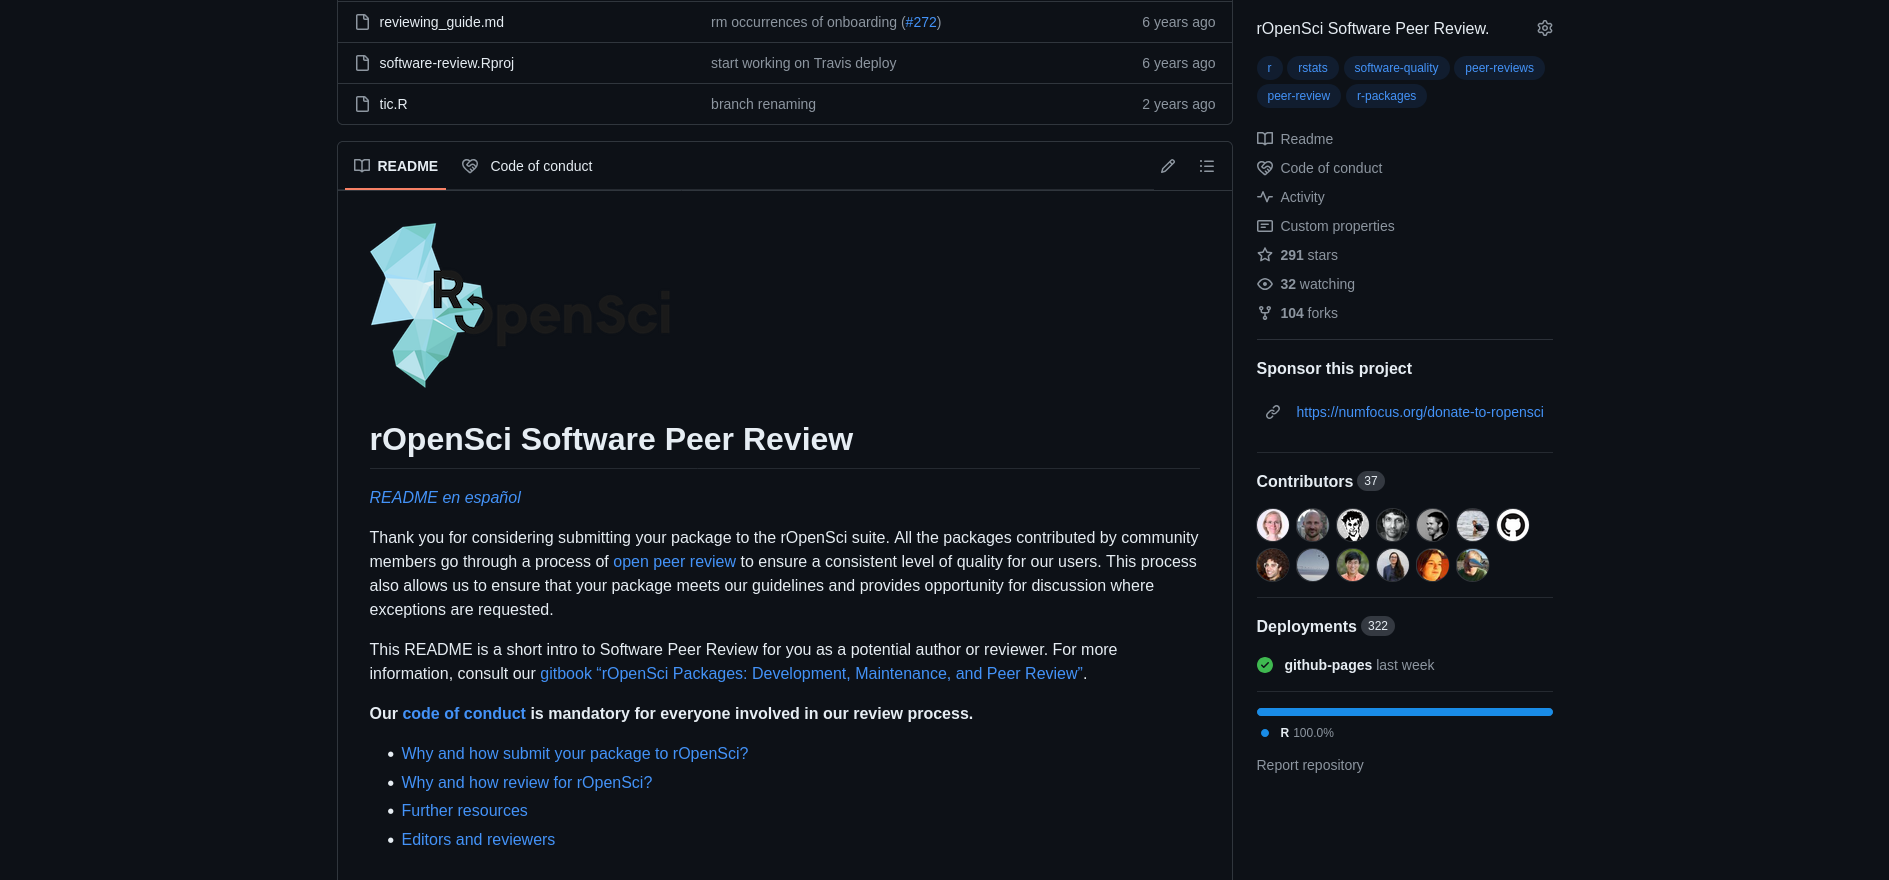 reviewing_guide.md rm occurrences of onboarding (#272) 6 years ago
software-review.Rproj start working on Travis deploy 6 years ago
tic.R branch renaming 2 years ago
README Code of conduct
ROpenSci
rOpenSci Software Peer Review
README en español
Thank you for considering submitting your package to the rOpenSci suite. All the packages contributed by community
members go through a process of open peer review to ensure a consistent level of quality for our users. This process
also allows us to ensure that your package meets our guidelines and provides opportunity for discussion where
exceptions are requested.
This README is a short intro to Software Peer Review for you as a potential author or reviewer. For more
information, consult our gitbook “rOpenSci Packages: Development, Maintenance, and Peer Review”.
Our code of conduct is mandatory for everyone involved in our review process.
• Why and how submit your package to rOpenSci?
• Why and how review for rOpenSci?
• Further resources
• Editors and reviewers
rOpenSci Software Peer Review.
r rstats software-quality peer-reviews
peer-review r-packages
Readme
Code of conduct
Activity
Custom properties
291 stars
32 watching
104 forks
Sponsor this project
https://numfocus.org/donate-to-ropensci
Contributors 37
Deployments 322
github-pages last week
R 100.0%
Report repository